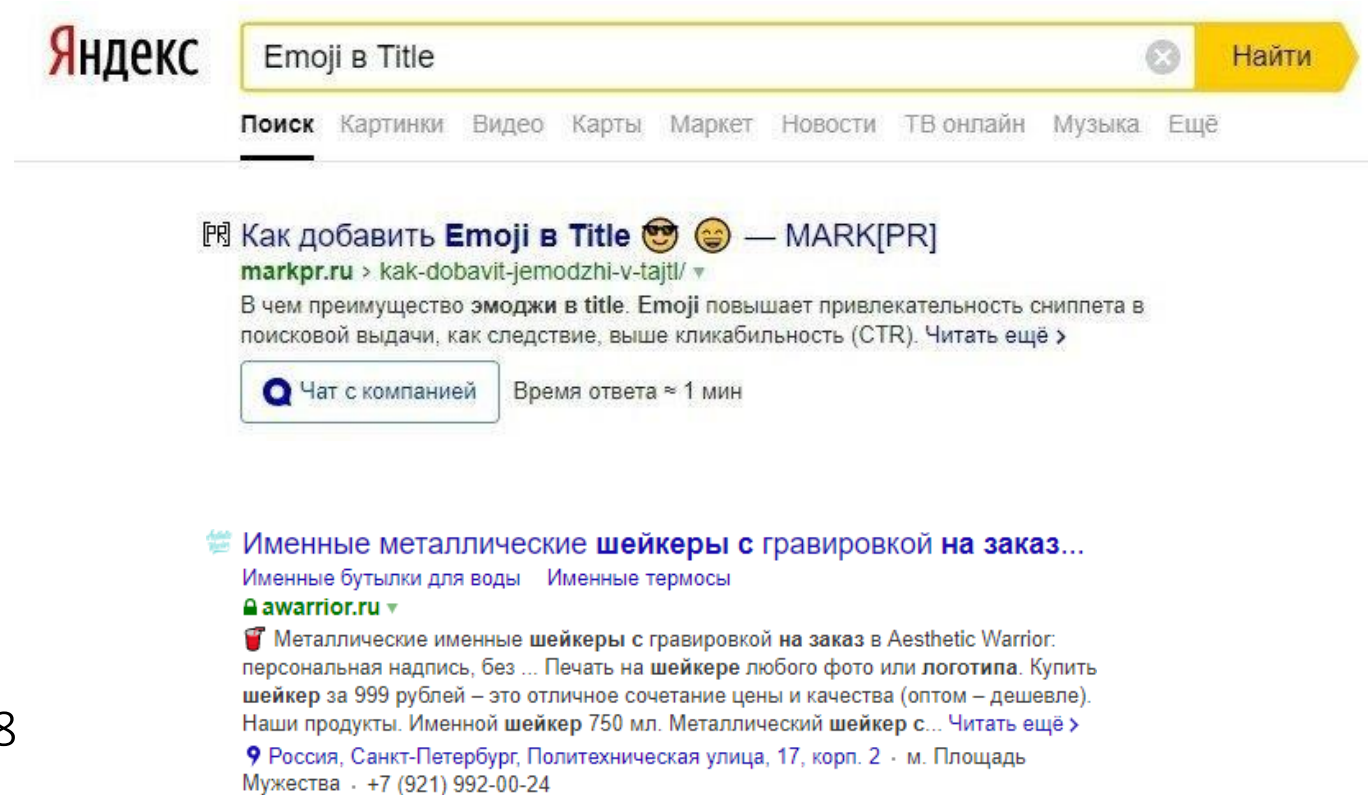 Яндекс
Emoji в Title
Найти
Поиск Картинки Видео Карты Маркет Новости ТВ онлайн Музыка Ещё
[PR] Как добавить Emoji в Title 😎 😄 — MARK[PR]
markpr.ru › kak-dobavit-jemodzhi-v-tajtl/ ▾
В чем преимущество эмоджи в title. Emoji повышает привлекательность сниппета в
поисковой выдачи, как следствие, выше кликабильность (CTR). Читать ещё >
Чат с компанией Время ответа ≈ 1 мин
Именные металлические шейкеры с гравировкой на заказ...
Именные бутылки для воды Именные термосы
awarrior.ru ▾
🥤 Металлические именные шейкеры с гравировкой на заказ в Aesthetic Warrior:
персональная надпись, без ... Печать на шейкере любого фото или логотипа. Купить
шейкер за 999 рублей – это отличное сочетание цены и качества (оптом – дешевле).
Наши продукты. Именной шейкер 750 мл. Металлический шейкер с... Читать ещё >
8
Россия, Санкт-Петербург, Политехническая улица, 17, корп. 2 · м. Площадь
Мужества · +7 (921) 992-00-24